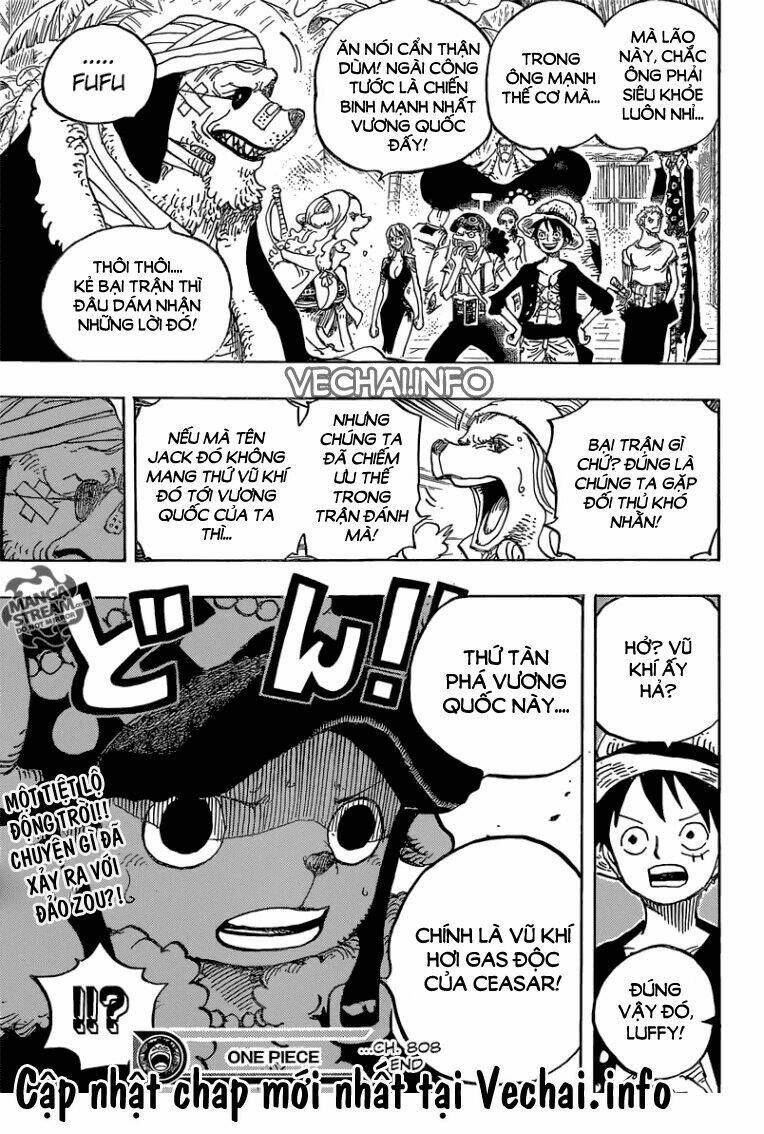 MÀ LÃO
NÀY, CHẮC
ÔNG PHẢI
SIÊU KHỎE
LUÔN NHỈ...
TRONG
ÔNG MẠNH
THẾ CƠ MÀ...
ĂN NÓI CẨN THẬN
DÙM! NGÀI CÔNG
TƯỚC LÀ CHIẾN
BINH MẠNH NHẤT
VƯƠNG QUỐC
ĐẤY!
.....
FUFU
THÔI THÔI....
KẺ BẠI TRẬN THÌ
ĐÂU DÁM NHẬN
NHỮNG LỜI ĐÓ!
VECHAI.INFO
BẠI TRẬN GÌ
CHỨ? ĐÚNG LÀ
CHÚNG TA GẶP
ĐỐI THỦ KHÓ
NHẰN!
NHƯNG
CHÚNG TA
ĐÃ CHIẾM
ƯU THẾ
TRONG
TRẬN ĐÁNH
MÀ!
NẾU MÀ TÊN
JACK ĐÓ KHÔNG
MANG THỨ VŨ KHÍ
ĐÓ TỚI VƯƠNG
QUỐC CỦA TA
THÌ...
HỞ? VŨ
KHÍ ẤY
HẢ?
ĐÚNG
VẬY ĐÓ,
LUFFY!
THỨ TÀN
PHÁ VƯƠNG
QUỐC NÀY....
CHÍNH LÀ VŨ KHÍ
HƠI GAS ĐỘC
CỦA CEASAR!
どん!!
MANGA
STREAM.COM
DO NOT MIRROR!
MỘT TIỆT LỘ
ĐỘNG TRỜI!!
CHUYỆN GÌ ĐÃ
XẢY RA VỚI
ĐẢO ZOU?!
!!?
ONE PIECE
...CH. 808
END
Cập nhật chap mới nhất tại Vechai.info